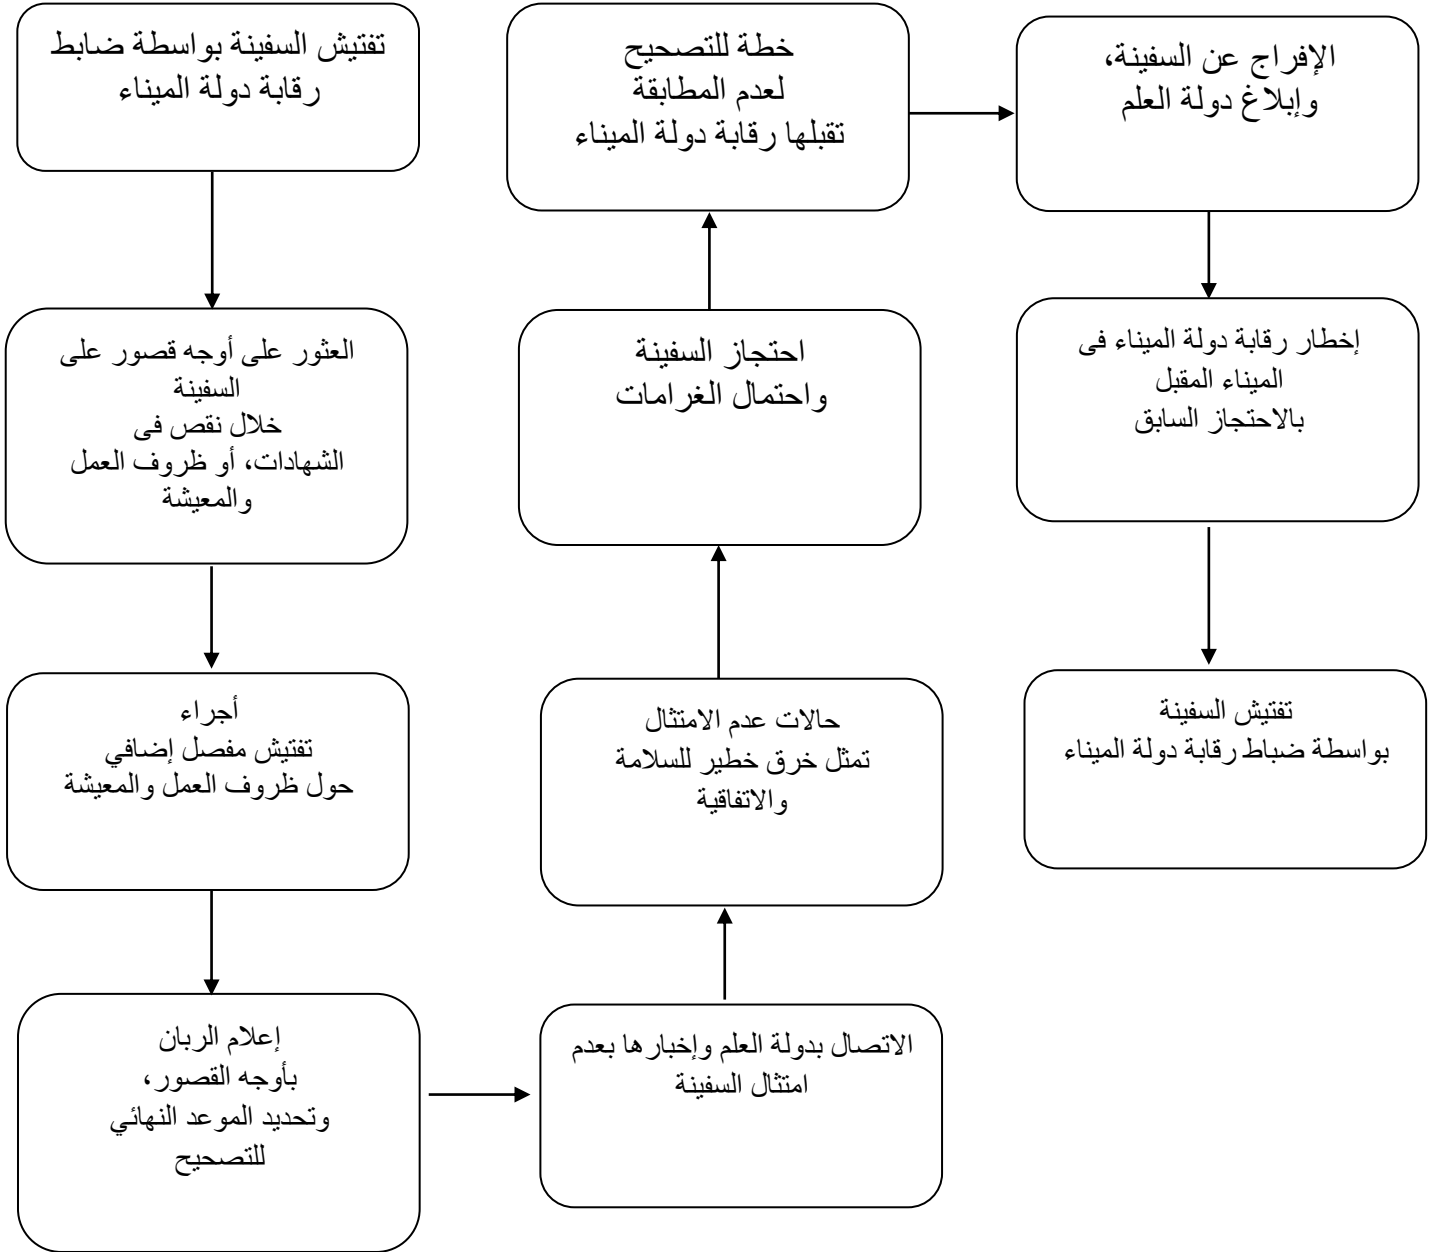 تفتيش السفينة بواسطة ضابط
رقابة دولة الميناء
العثور على أوجه قصور على
السفينة
خلال نقص فى
الشهادات، أو ظروف العمل
والمعيشة
أجراء
تفتيش مفصل إضافي
حول ظروف العمل والمعيشة
إعلام الربان
بأوجه القصور،
وتحديد الموعد النهائي
للتصحيح
الاتصال بدولة العلم وإخبارها بعدم
امتثال السفينة
حالات عدم الامتثال
تمثل خرق خطير للسلامة
والاتفاقية
احتجاز السفينة
واحتمال الغرامات
خطة للتصحيح
لعدم المطابقة
تقبلها رقابة دولة الميناء
الإفراج عن السفينة،
وإبلاغ دولة العلم
إخطار رقابة دولة الميناء فى
الميناء المقبل
بالاحتجاز السابق
تفتيش السفينة
بواسطة ضباط رقابة دولة الميناء